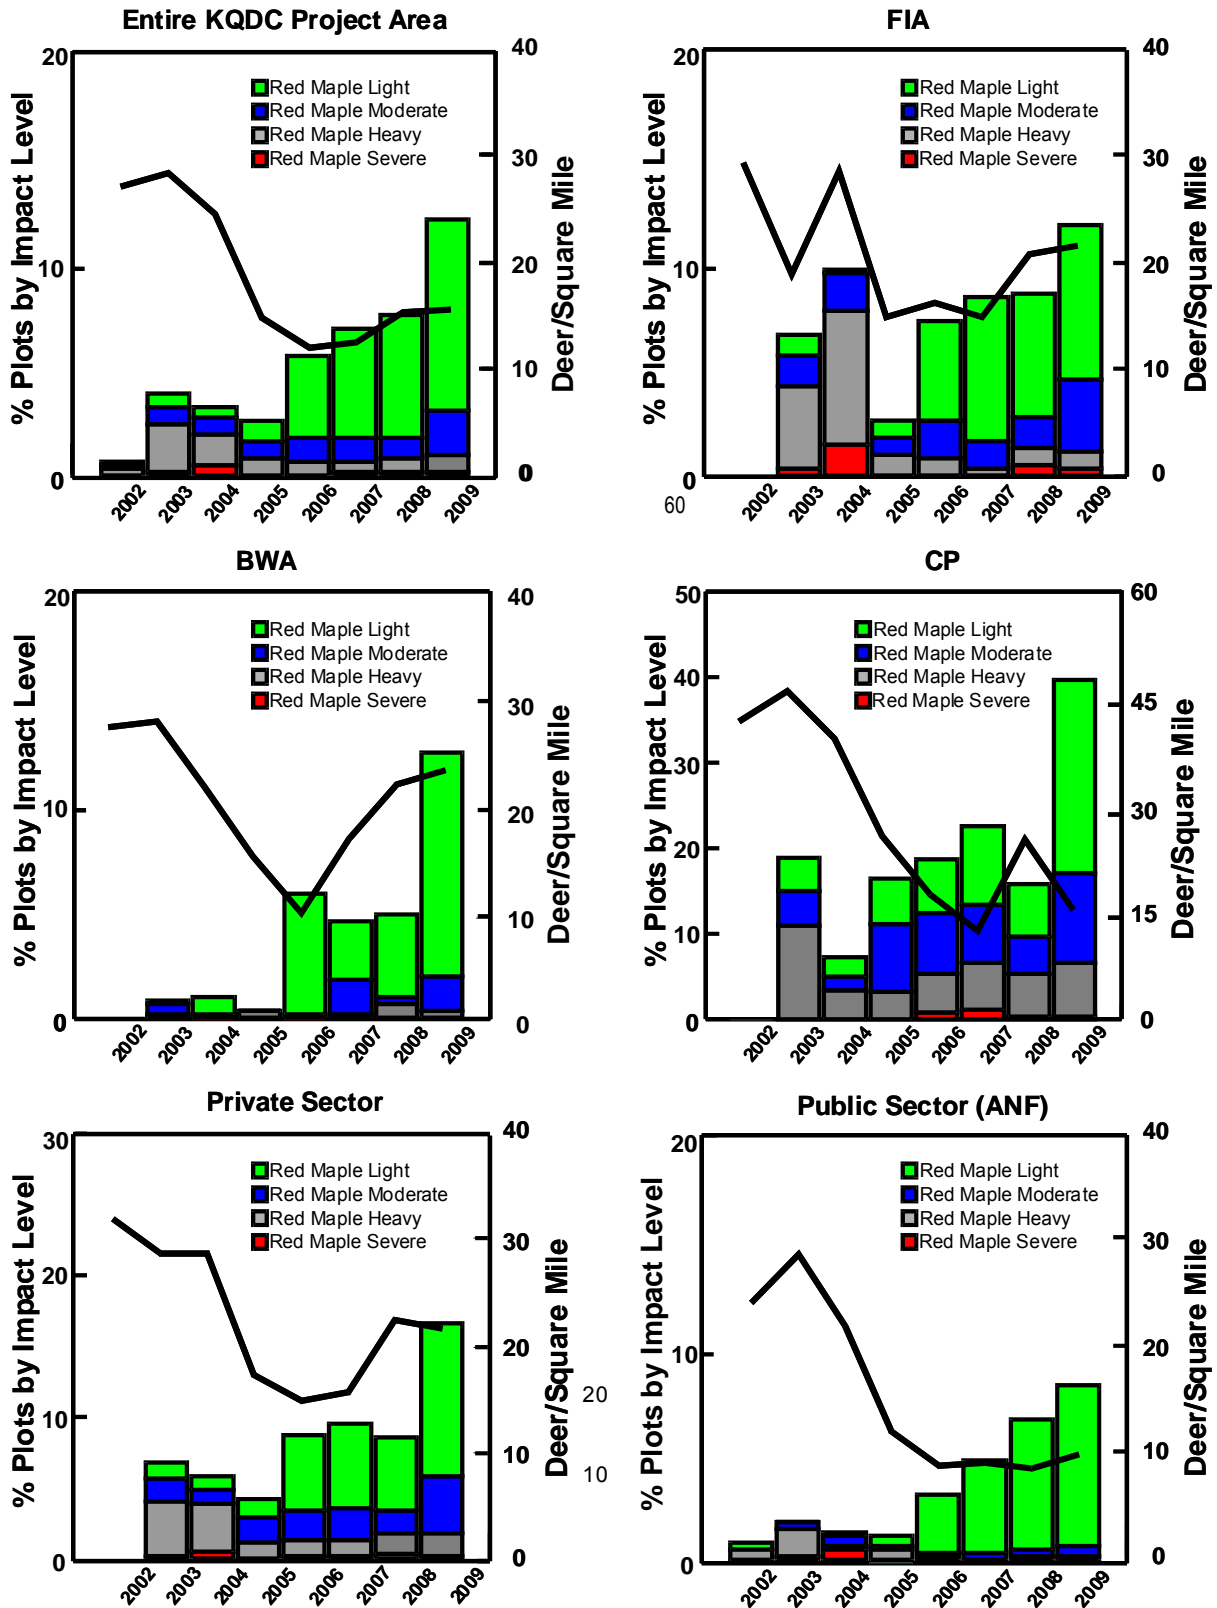 Entire KQDC Project Area
% Plots by Impact Level
20
10
0
Red Maple Light
Red Maple Moderate
Red Maple Heavy
Red Maple Severe
40
30
20
10
0
Deer/Square Mile
2002 2003 2004 2005 2006 2007 2008 2009
FIA
% Plots by Impact Level
20
10
0
Red Maple Light
Red Maple Moderate
Red Maple Heavy
Red Maple Severe
40
30
20
10
0
Deer/Square Mile
2002 2003 2004 2005 2006 2007 2008 2009
60
BWA
% Plots by Impact Level
20
10
0
Red Maple Light
Red Maple Moderate
Red Maple Heavy
Red Maple Severe
40
30
20
10
0
Deer/Square Mile
2002 2003 2004 2005 2006 2007 2008 2009
CP
% Plots by Impact Level
50
40
30
20
10
0
Red Maple Light
Red Maple Moderate
Red Maple Heavy
Red Maple Severe
60
45
30
15
0
Deer/Square Mile
2002 2003 2004 2005 2006 2007 2008 2009
Private Sector
% Plots by Impact Level
30
20
10
0
Red Maple Light
Red Maple Moderate
Red Maple Heavy
Red Maple Severe
40
30
20
10
0
Deer/Square Mile
2002 2003 2004 2005 2006 2007 2008 2009
20
10
Public Sector (ANF)
% Plots by Impact Level
20
10
0
Red Maple Light
Red Maple Moderate
Red Maple Heavy
Red Maple Severe
40
30
20
10
0
Deer/Square Mile
2002 2003 2004 2005 2006 2007 2008 2009